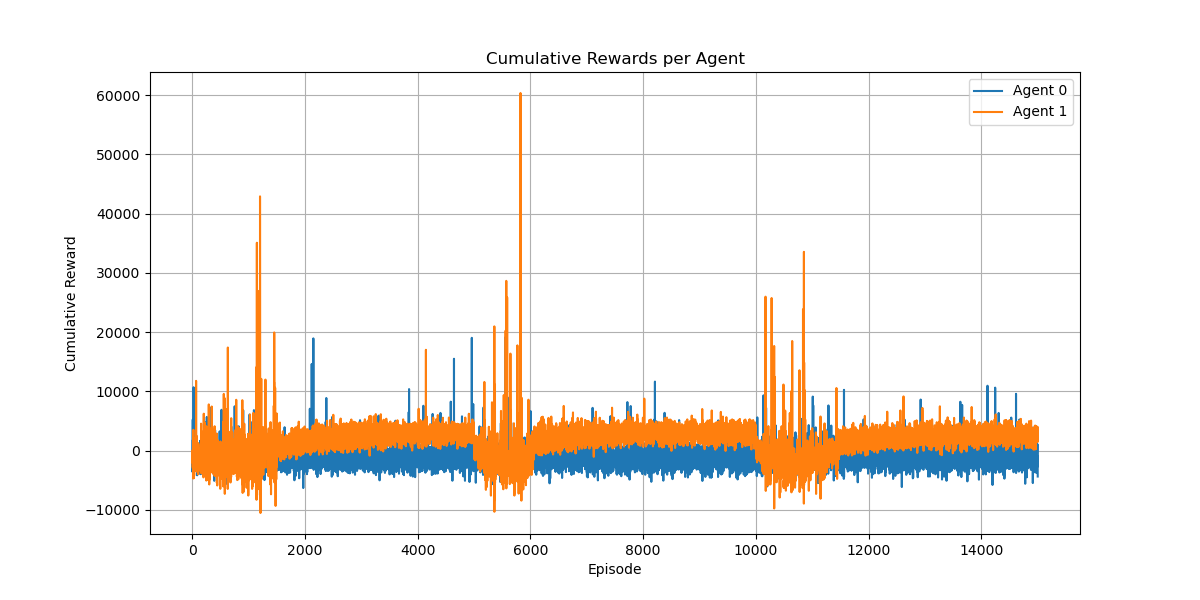 Cumulative Rewards per Agent
Agent 0
Agent 1
60000
50000
40000
30000
20000
10000
0
−10000
Cumulative Reward
0 2000 4000 6000 8000 10000 12000 14000
Episode